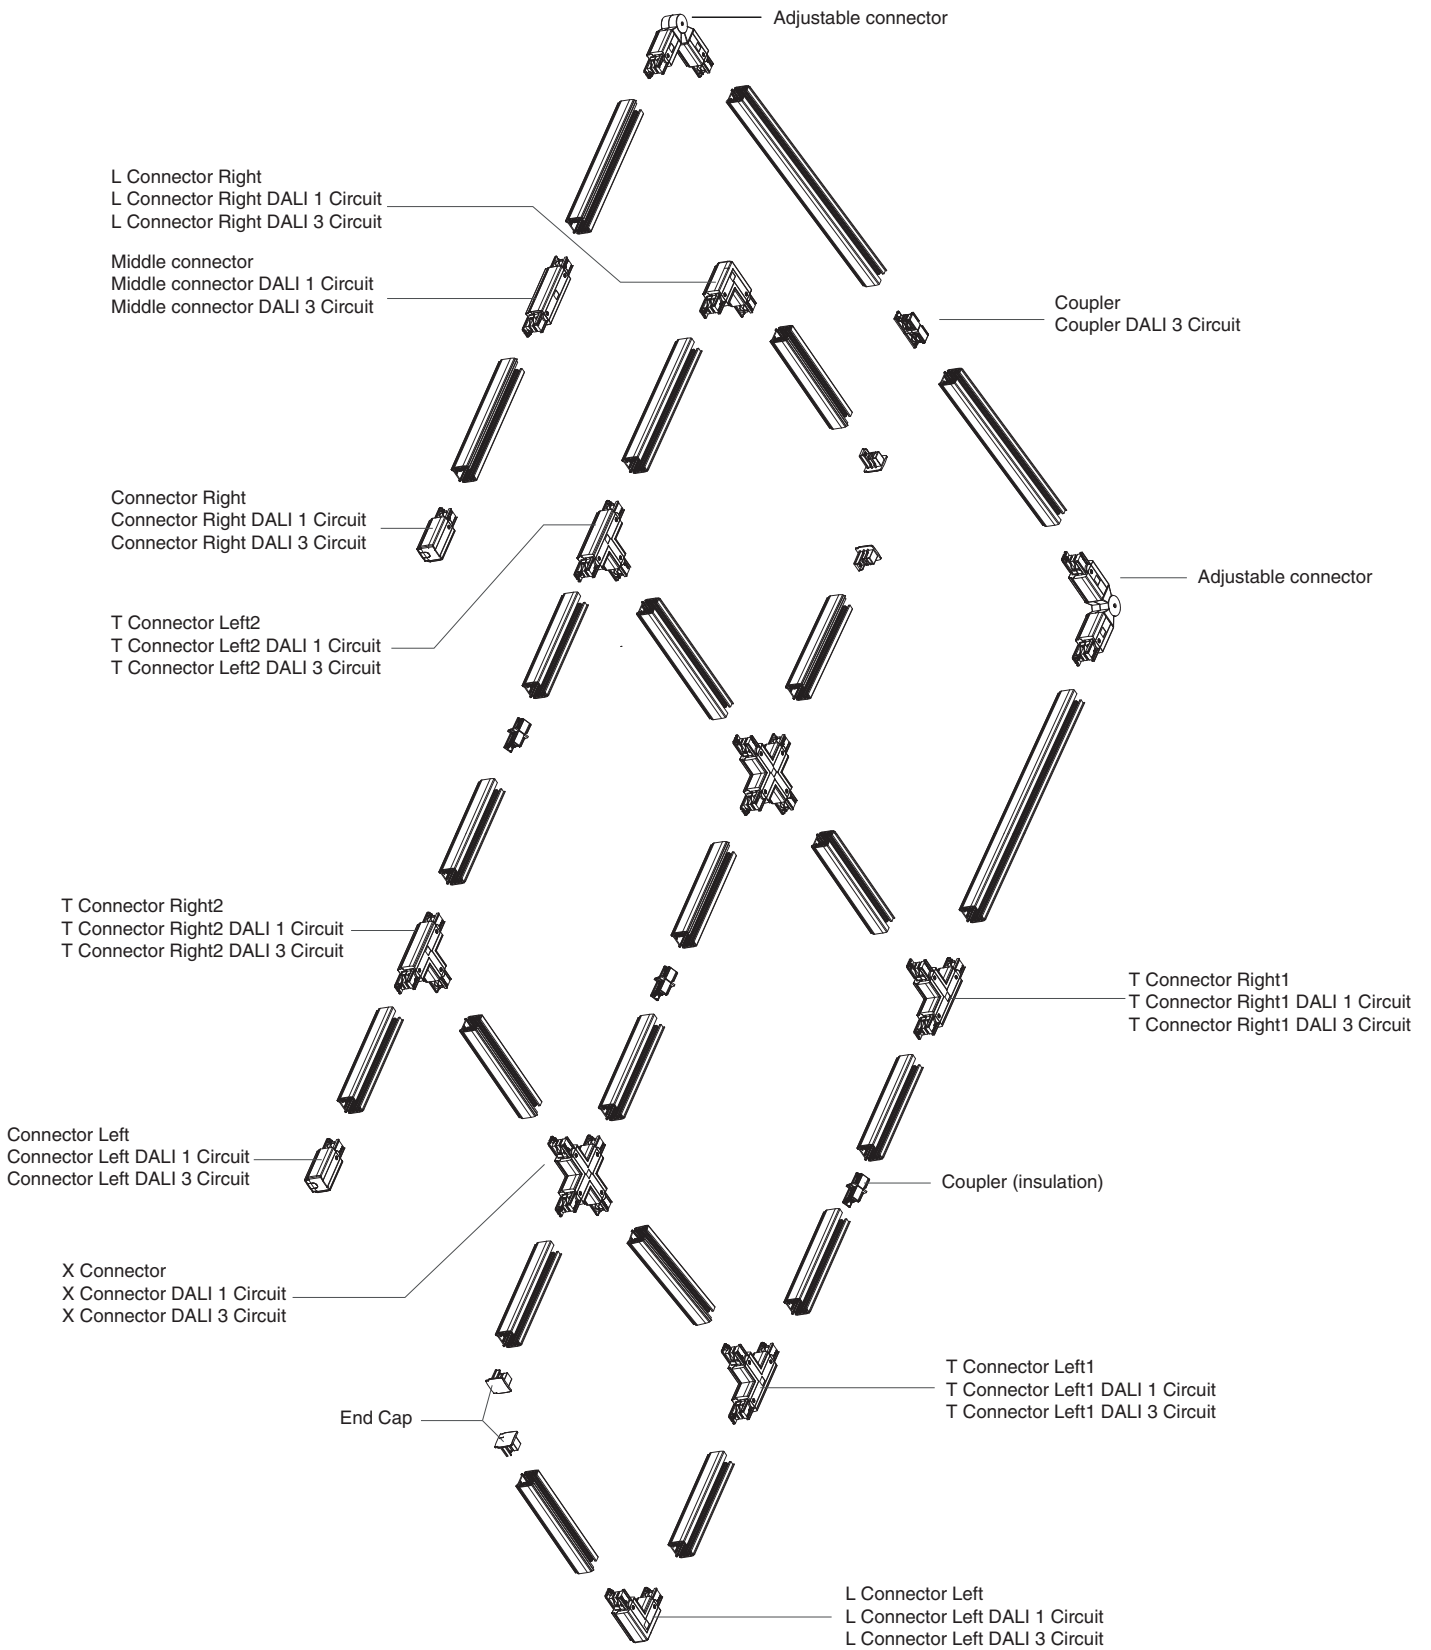 Adjustable connector
L Connector Right
L Connector Right DALI 1 Circuit
L Connector Right DALI 3 Circuit
Middle connector
Middle connector DALI 1 Circuit
Middle connector DALI 3 Circuit
Coupler
Coupler DALI 3 Circuit
Connector Right
Connector Right DALI 1 Circuit
Connector Right DALI 3 Circuit
Adjustable connector
T Connector Left2
T Connector Left2 DALI 1 Circuit
T Connector Left2 DALI 3 Circuit
T Connector Right2
T Connector Right2 DALI 1 Circuit
T Connector Right2 DALI 3 Circuit
T Connector Right1
T Connector Right1 DALI 1 Circuit
T Connector Right1 DALI 3 Circuit
Connector Left
Connector Left DALI 1 Circuit
Connector Left DALI 3 Circuit
Coupler (insulation)
X Connector
X Connector DALI 1 Circuit
X Connector DALI 3 Circuit
T Connector Left1
T Connector Left1 DALI 1 Circuit
T Connector Left1 DALI 3 Circuit
End Cap
L Connector Left
L Connector Left DALI 1 Circuit
L Connector Left DALI 3 Circuit